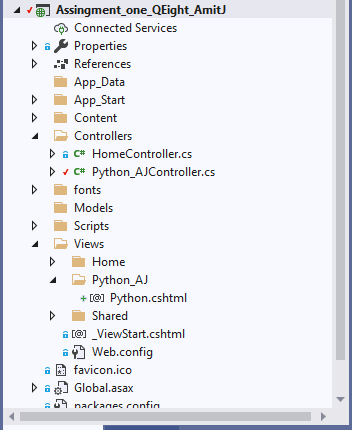 Assingment_one_QEight_AmitJ
Connected Services
Properties
References
App_Data
App_Start
Content
Controllers
C# HomeController.cs
C# Python_AJController.cs
fonts
Models
Scripts
Views
Home
Python_AJ
[@] Python.cshtml
Shared
[@] _ViewStart.cshtml
Web.config
favicon.ico
Global.asax
packages.config